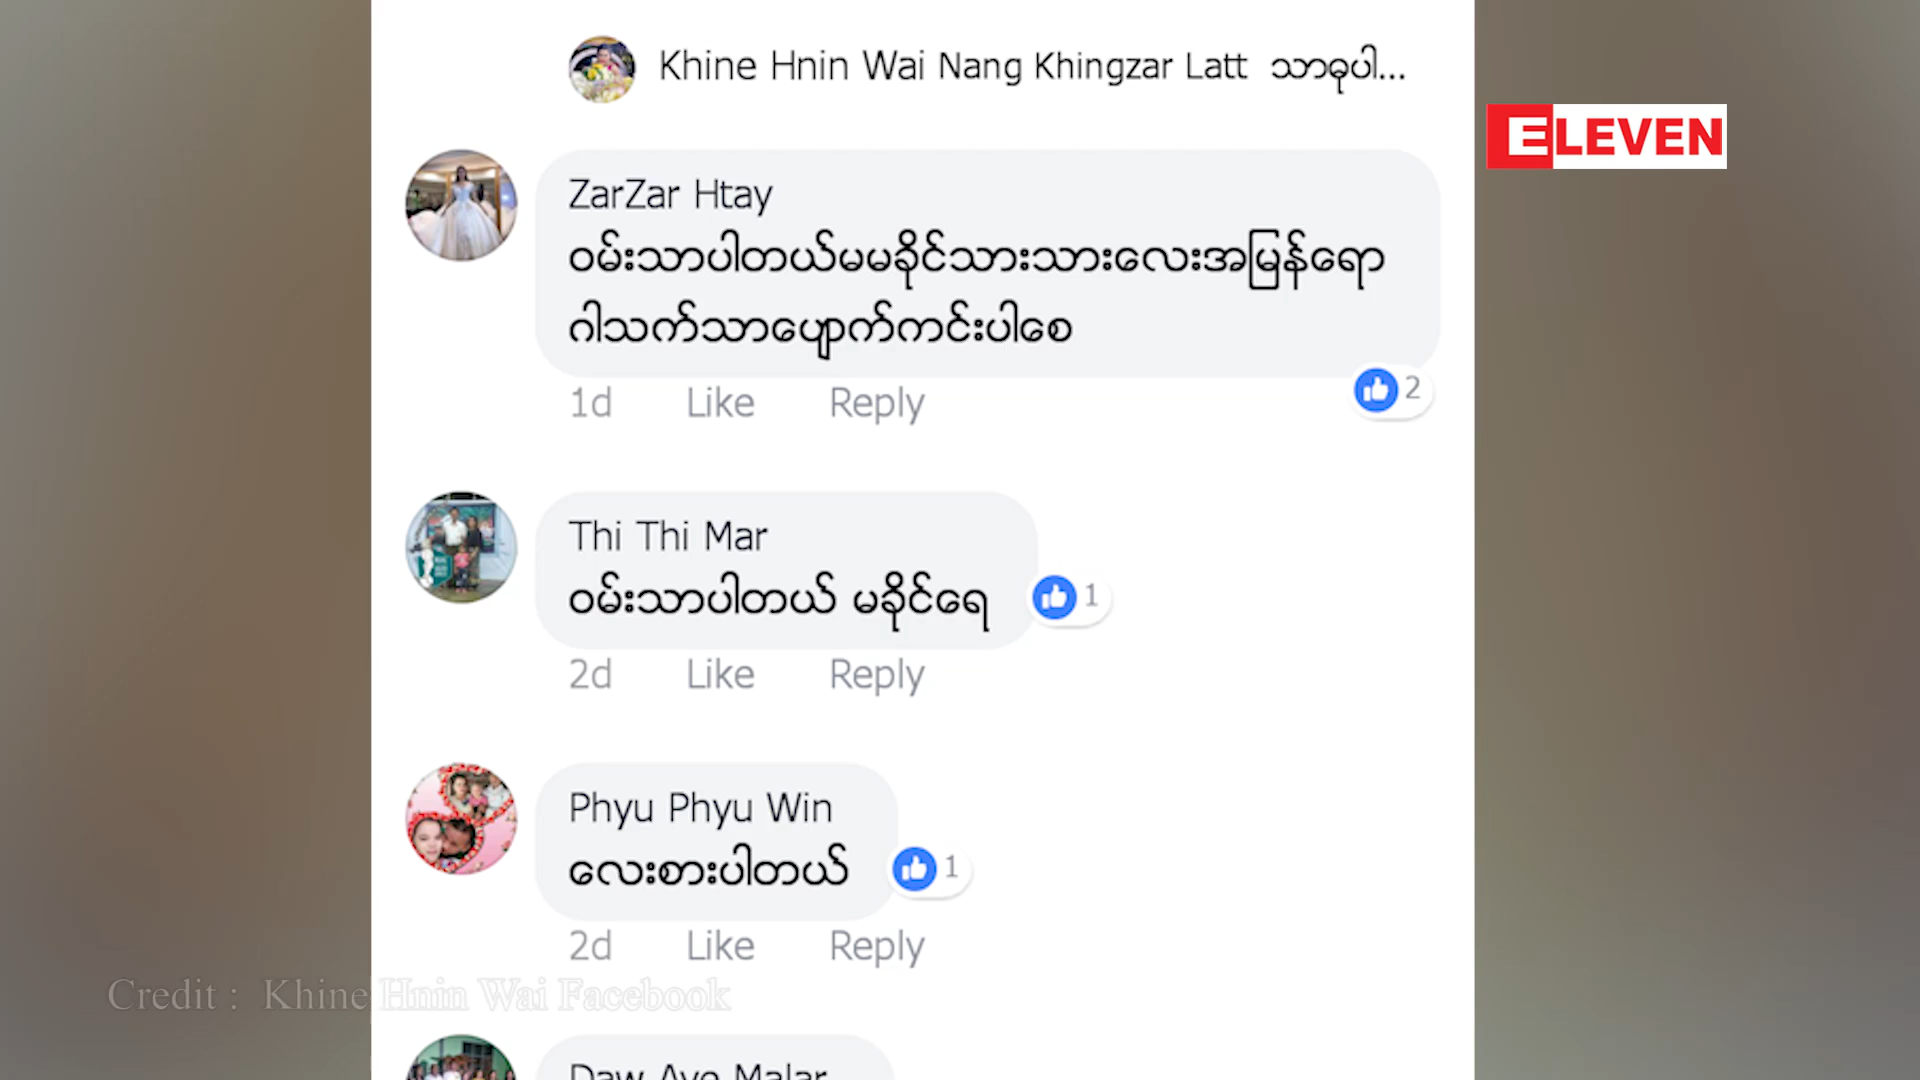 Khine Hnin Wai Nang Khingzar Latt သာဓုပါ...
ELEVEN
ZarZar Htay
ဝမ်းသာပါတယ်မမခိုင်သားသားလေးအမြန်ရော
ဂါသက်သာပျောက်ကင်းပါစေ
2
1d Like Reply
Thi Thi Mar
ဝမ်းသာပါတယ် မခိုင်ရေ
1
2d Like Reply
Phyu Phyu Win
လေးစားပါတယ်
1
2d Like Reply
Credit : Khine Hnin Wai Facebook
Daw Aye Malar